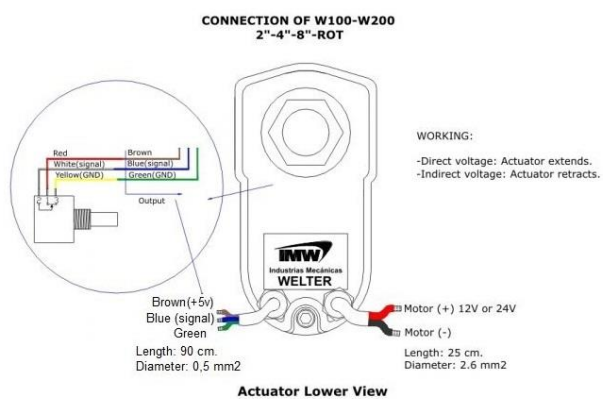 CONNECTION OF W100-W200
2"-4"-8"-ROT
Red
Brown
White(signal)
Blue(signal)
Yellow(GND)
Green(GND)
Output
WORKING:
-Direct voltage: Actuator extends.
-Indirect voltage: Actuator retracts.
IMW
Industrias Mecánicas
WELTER
Brown(+5v)
Blue (signal)
Green
Length: 90 cm.
Diameter: 0,5 mm2
Motor (+) 12V or 24V
Motor (-)
Length: 25 cm.
Diameter: 2.6 mm2
Actuator Lower View